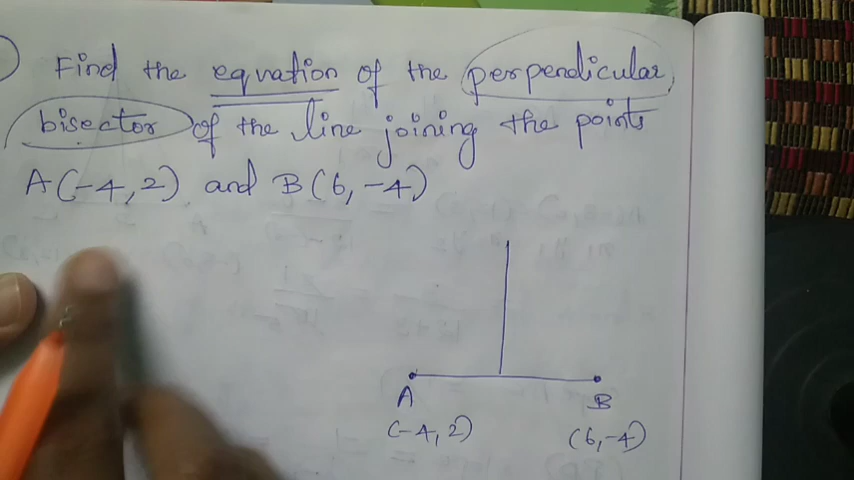 Find the equation of the perpendicular
bisector of the line joining the points
A(-4, 2) and B(6, -4)
A
B
(-4, 2)
(6, -4)